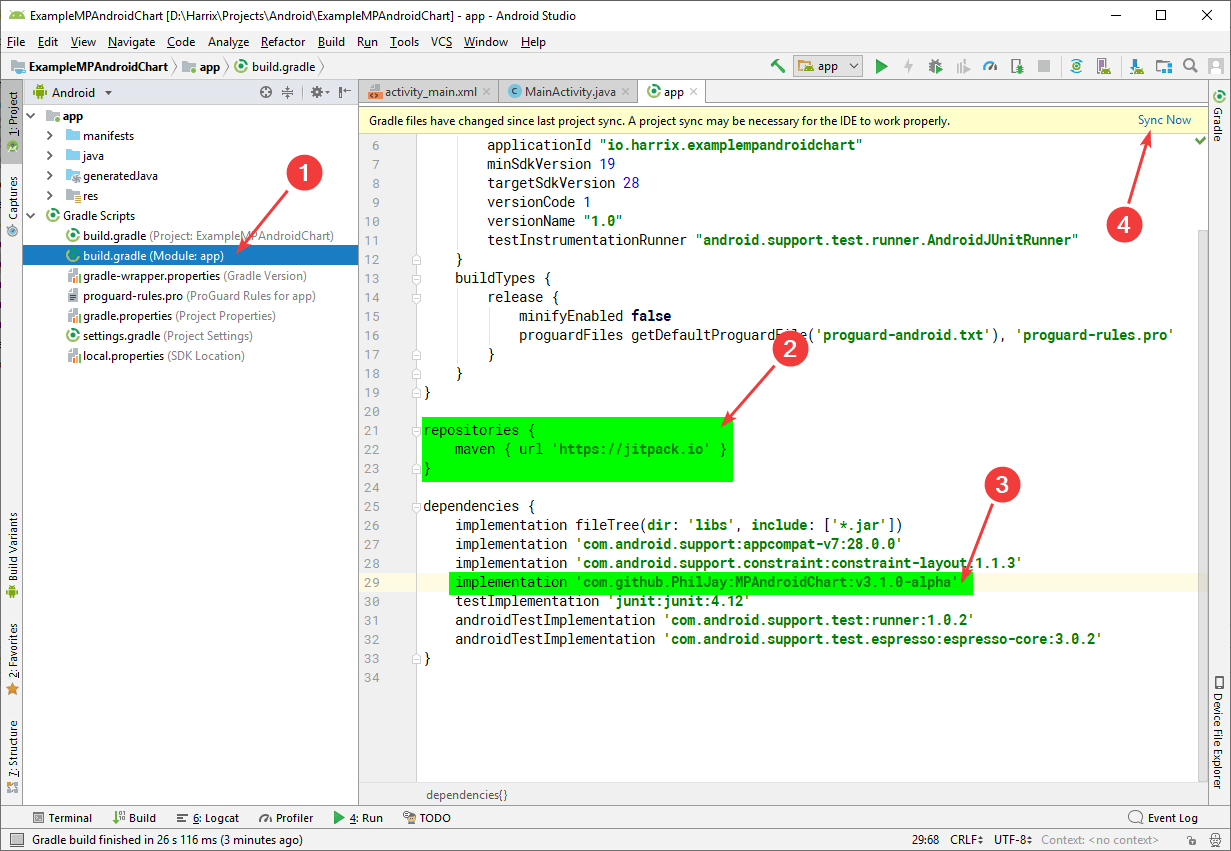 ExampleMPAndroidChart [D:\Harrix\Projects\Android\ExampleMPAndroidChart] - app - Android Studio
File Edit View Navigate Code Analyze Refactor Build Run Tools VCS Window Help
ExampleMPAndroidChart app build.gradle
app
1: Project
Captures
Build Variants
2: Favorites
7: Structure
Android
app
manifests
java
generatedJava
res
Gradle Scripts
build.gradle (Project: ExampleMPAndroidChart)
build.gradle (Module: app)
gradle-wrapper.properties (Gradle Version)
proguard-rules.pro (ProGuard Rules for app)
gradle.properties (Project Properties)
settings.gradle (Project Settings)
local.properties (SDK Location)
1
activity_main.xml MainActivity.java app
Gradle files have changed since last project sync. A project sync may be necessary for the IDE to work properly. Sync Now
6 applicationId "io.harrix.examplempandroidchart"
7 minSdkVersion 19
8 targetSdkVersion 28
9 versionCode 1
10 versionName "1.0"
11 testInstrumentationRunner "android.support.test.runner.AndroidJUnitRunner"
12 }
13 buildTypes {
14 release {
15 minifyEnabled false
16 proguardFiles getDefaultProguardFile('proguard-android.txt'), 'proguard-rules.pro'
17 }
18 }
19 }
20
21 repositories {
22 maven { url 'https://jitpack.io' }
23 }
24
25 dependencies {
26 implementation fileTree(dir: 'libs', include: ['*.jar'])
27 implementation 'com.android.support:appcompat-v7:28.0.0'
28 implementation 'com.android.support.constraint:constraint-layout:1.1.3'
29 implementation 'com.github.PhilJay:MPAndroidChart:v3.1.0-alpha'
30 testImplementation 'junit:junit:4.12'
31 androidTestImplementation 'com.android.support.test:runner:1.0.2'
32 androidTestImplementation 'com.android.support.test.espresso:espresso-core:3.0.2'
33 }
34
4
2
3
dependencies{}
Gradle
Device File Explorer
Terminal Build 6: Logcat Profiler 4: Run TODO Event Log
Gradle build finished in 26 s 116 ms (3 minutes ago) 29:68 CRLF UTF-8 Context: <no context>